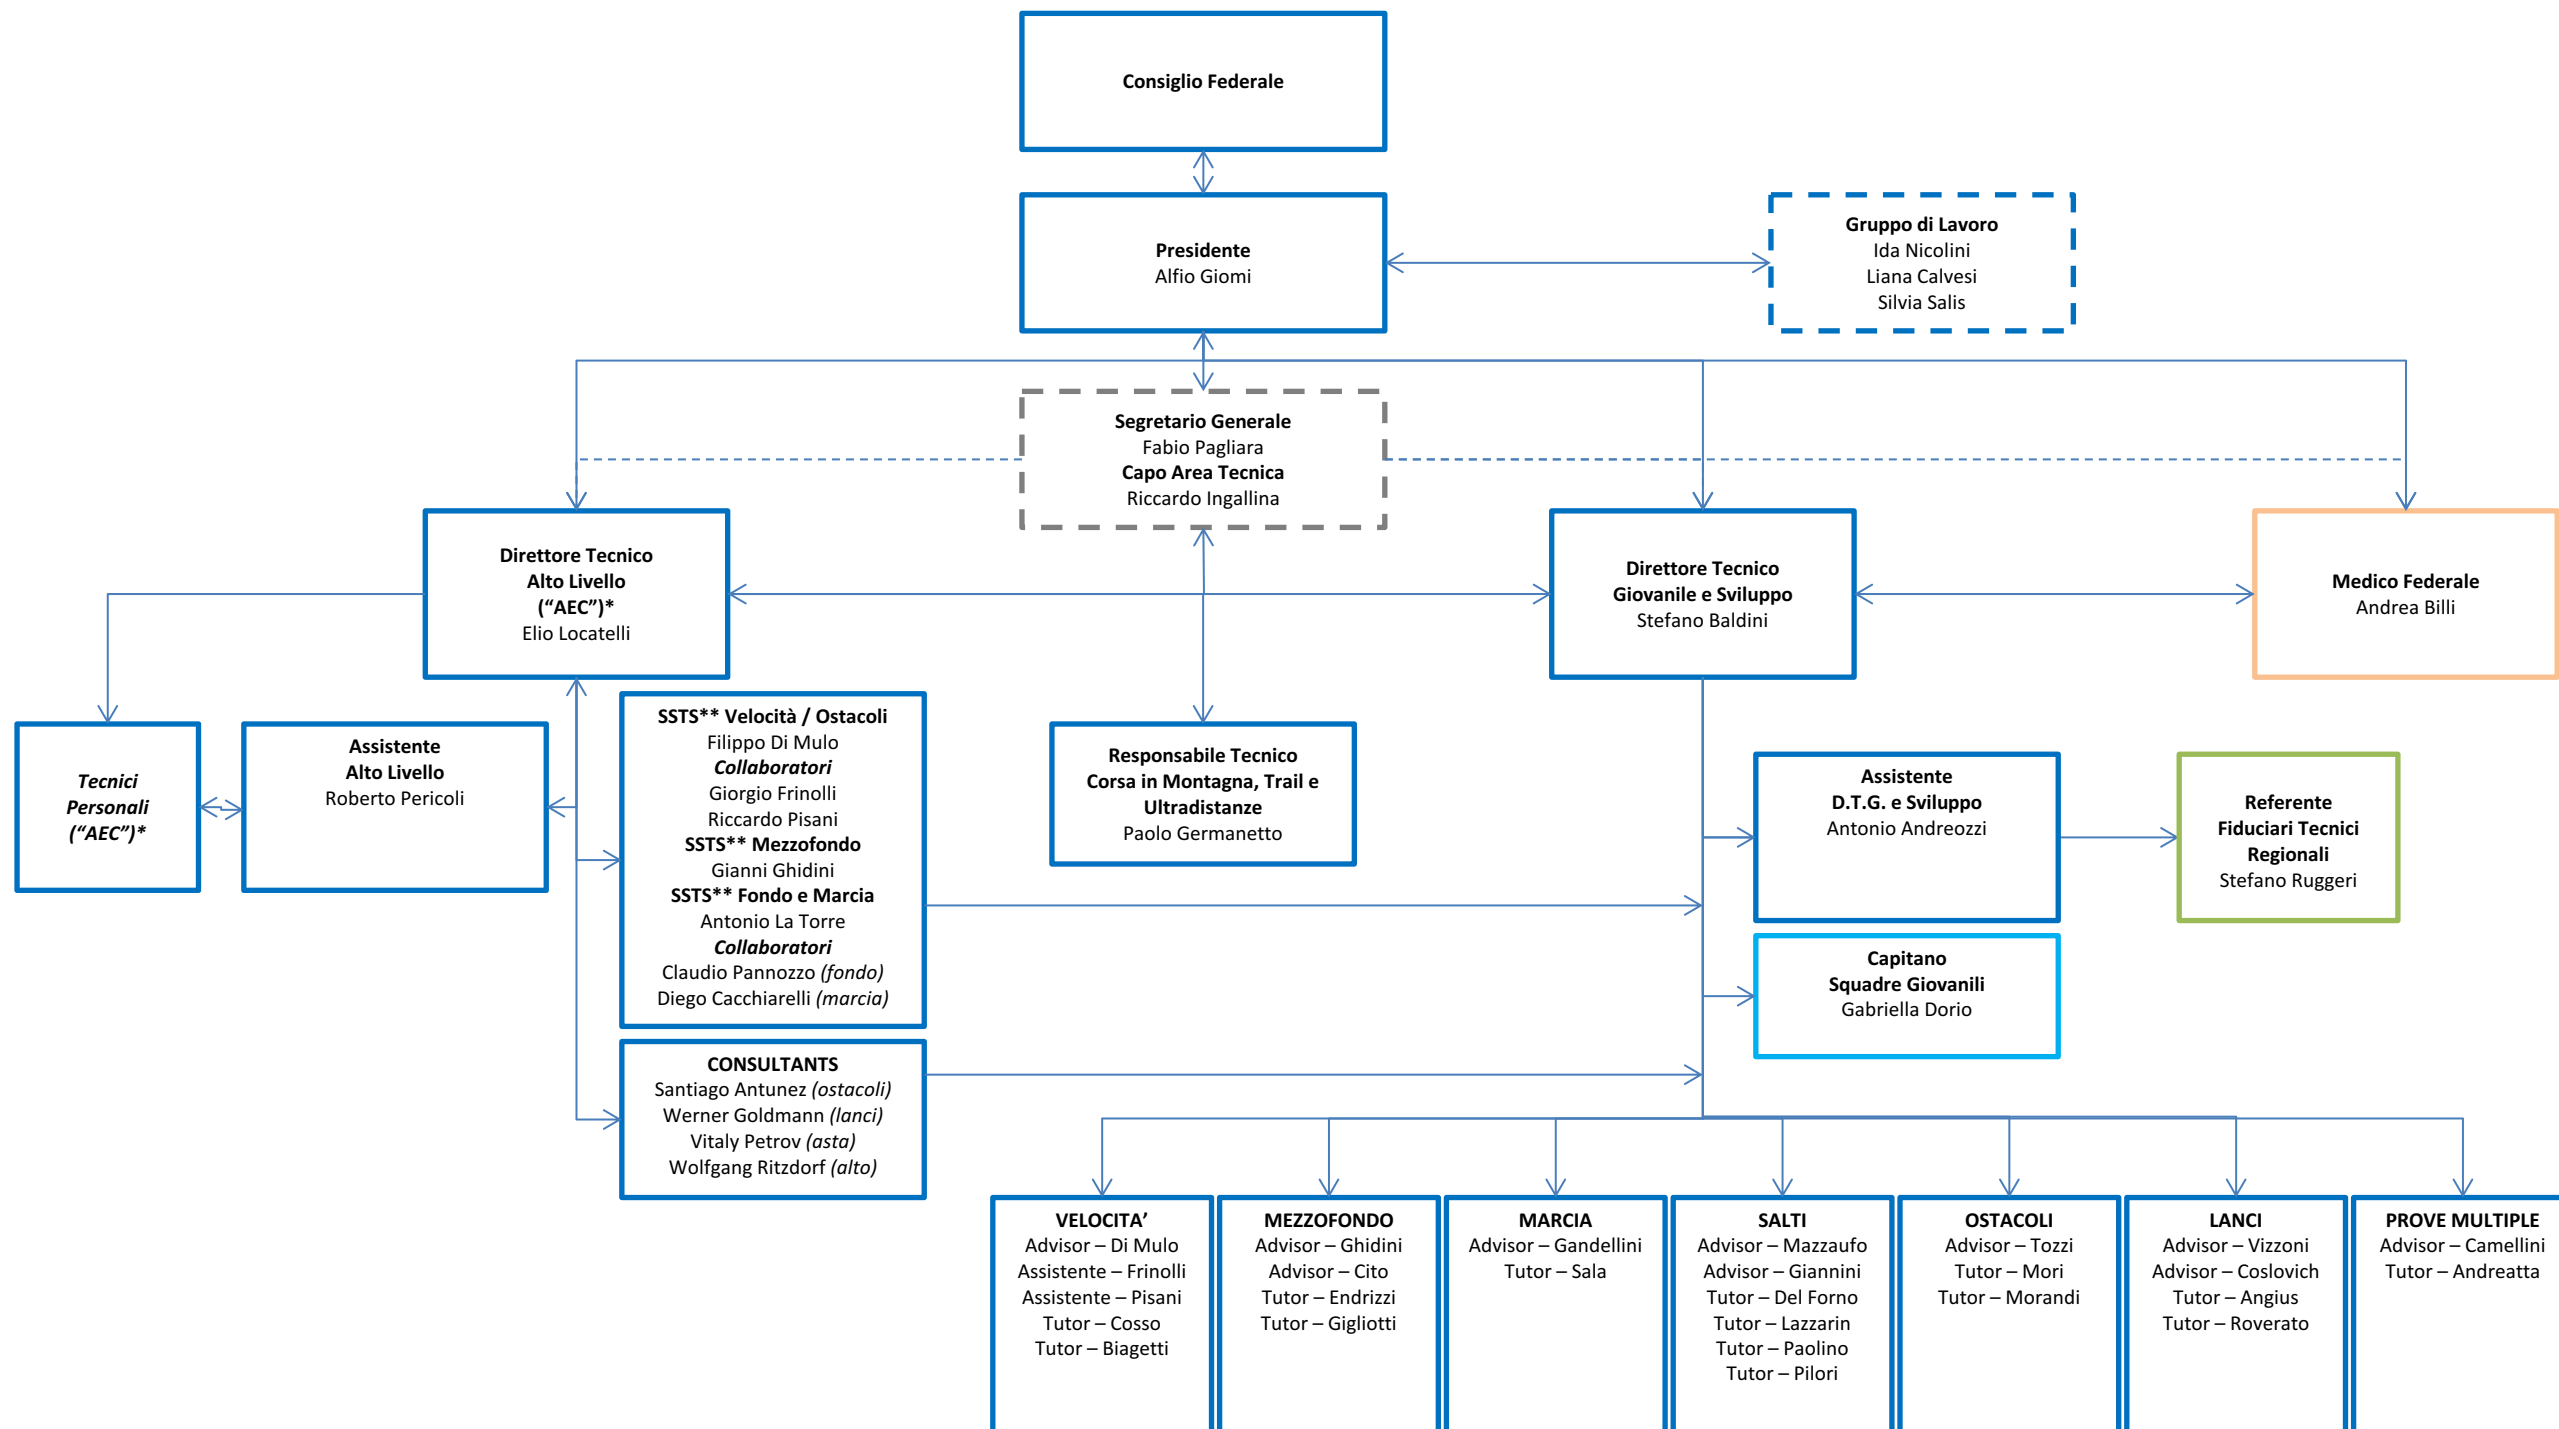 Consiglio Federale
Presidente
Alfio Giomi
Gruppo di Lavoro
Ida Nicolini
Liana Calvesi
Silvia Salis
Segretario Generale
Fabio Pagliara
Capo Area Tecnica
Riccardo Ingallina
Direttore Tecnico
Alto Livello
(“AEC”)*
Elio Locatelli
Direttore Tecnico
Giovanile e Sviluppo
Stefano Baldini
Medico Federale
Andrea Billi
Tecnici
Personali
(“AEC”)*
Assistente
Alto Livello
Roberto Pericoli
SSTS** Velocità / Ostacoli
Filippo Di Mulo
Collaboratori
Giorgio Frinolli
Riccardo Pisani
SSTS** Mezzofondo
Gianni Ghidini
SSTS** Fondo e Marcia
Antonio La Torre
Collaboratori
Claudio Pannozzo (fondo)
Diego Cacchiarelli (marcia)
Responsabile Tecnico
Corsa in Montagna, Trail e
Ultradistanze
Paolo Germanetto
Assistente
D.T.G. e Sviluppo
Antonio Andreozzi
Referente
Fiduciari Tecnici
Regionali
Stefano Ruggeri
Capitano
Squadre Giovanili
Gabriella Dorio
CONSULTANTS
Santiago Antunez (ostacoli)
Werner Goldmann (lanci)
Vitaly Petrov (asta)
Wolfgang Ritzdorf (alto)
VELOCITA’
Advisor – Di Mulo
Assistente – Frinolli
Assistente – Pisani
Tutor – Cosso
Tutor – Biagetti
MEZZOFONDO
Advisor – Ghidini
Advisor – Cito
Tutor – Endrizzi
Tutor – Gigliotti
MARCIA
Advisor – Gandellini
Tutor – Sala
SALTI
Advisor – Mazzaufo
Advisor – Giannini
Tutor – Del Forno
Tutor – Lazzarin
Tutor – Paolino
Tutor – Pilori
OSTACOLI
Advisor – Tozzi
Tutor – Mori
Tutor – Morandi
LANCI
Advisor – Vizzoni
Advisor – Coslovich
Tutor – Angius
Tutor – Roverato
PROVE MULTIPLE
Advisor – Camellini
Tutor – Andreatta